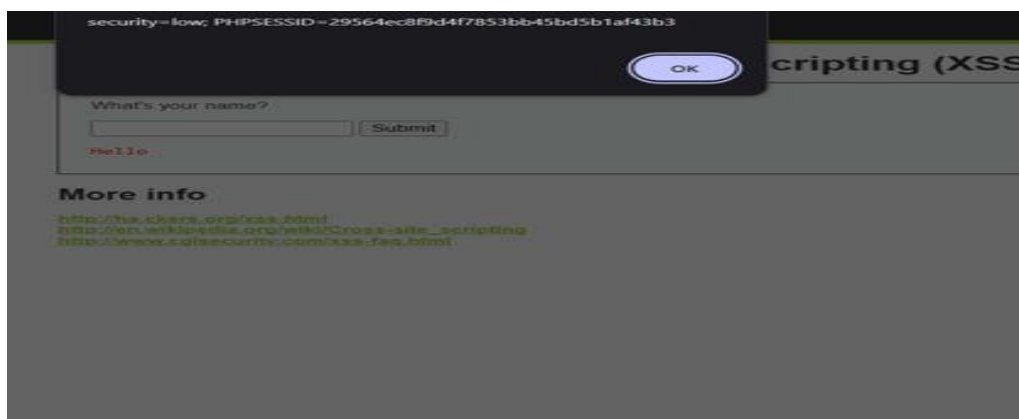 security=low; PHPSESSID=29564ec8f9d4f7853bb45bd5b1af43b3
OK
cripting (XSS
What's your name?
Submit
Hello
More info
http://ha.ckers.org/xss.html
http://en.wikipedia.org/wiki/Cross-site_scripting
http://www.cgisecurity.com/xss-faq.html